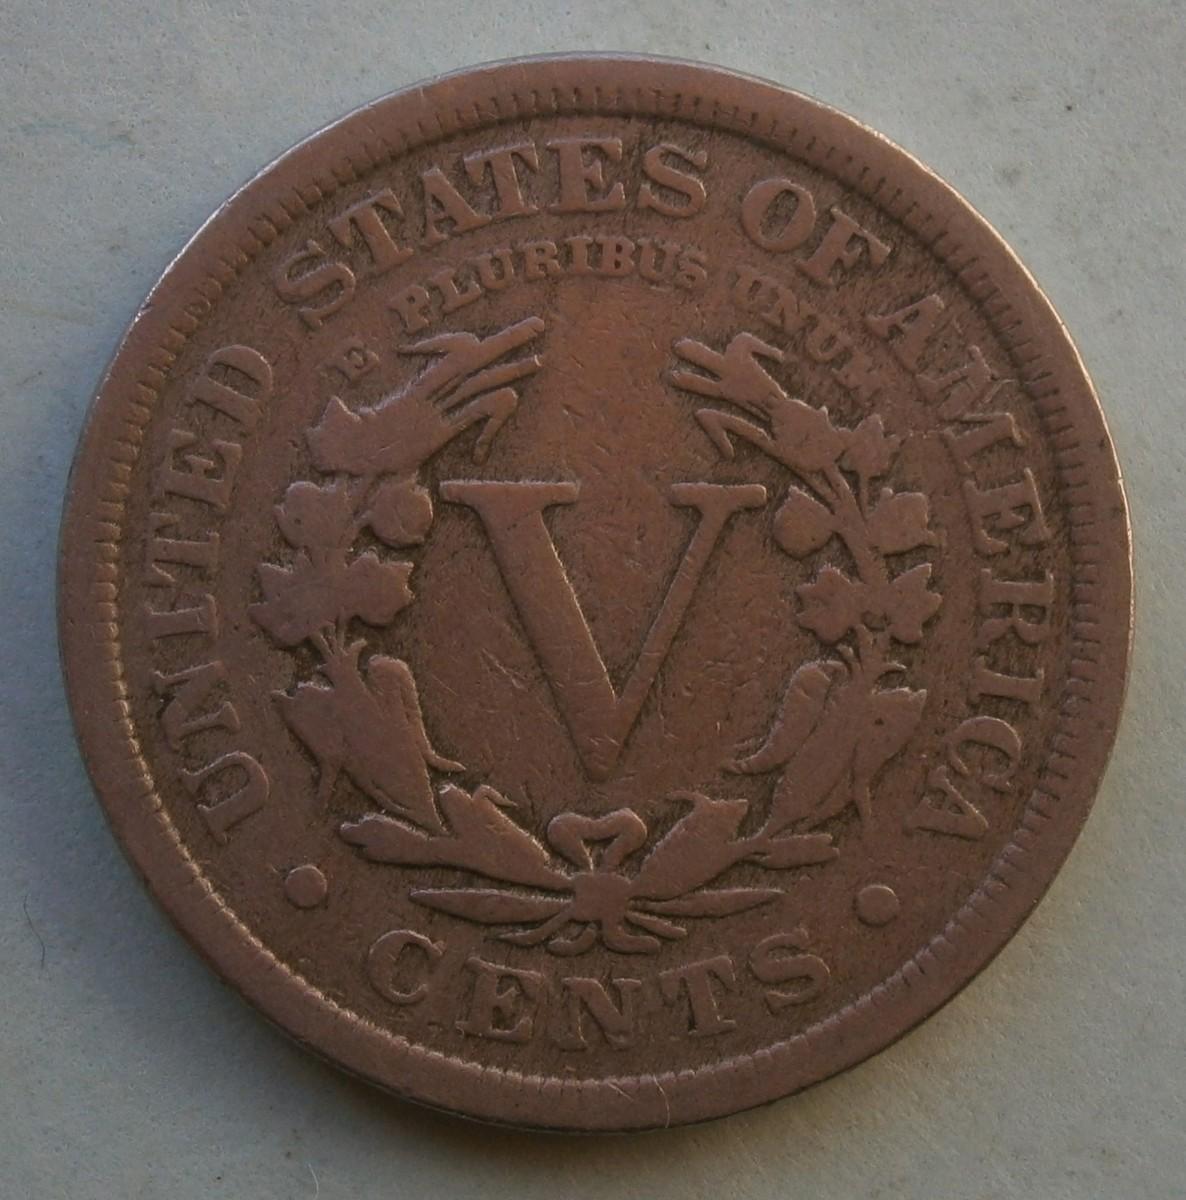 UNITED STATES OF AMERICA
E PLURIBUS UNUM
V
CENTS